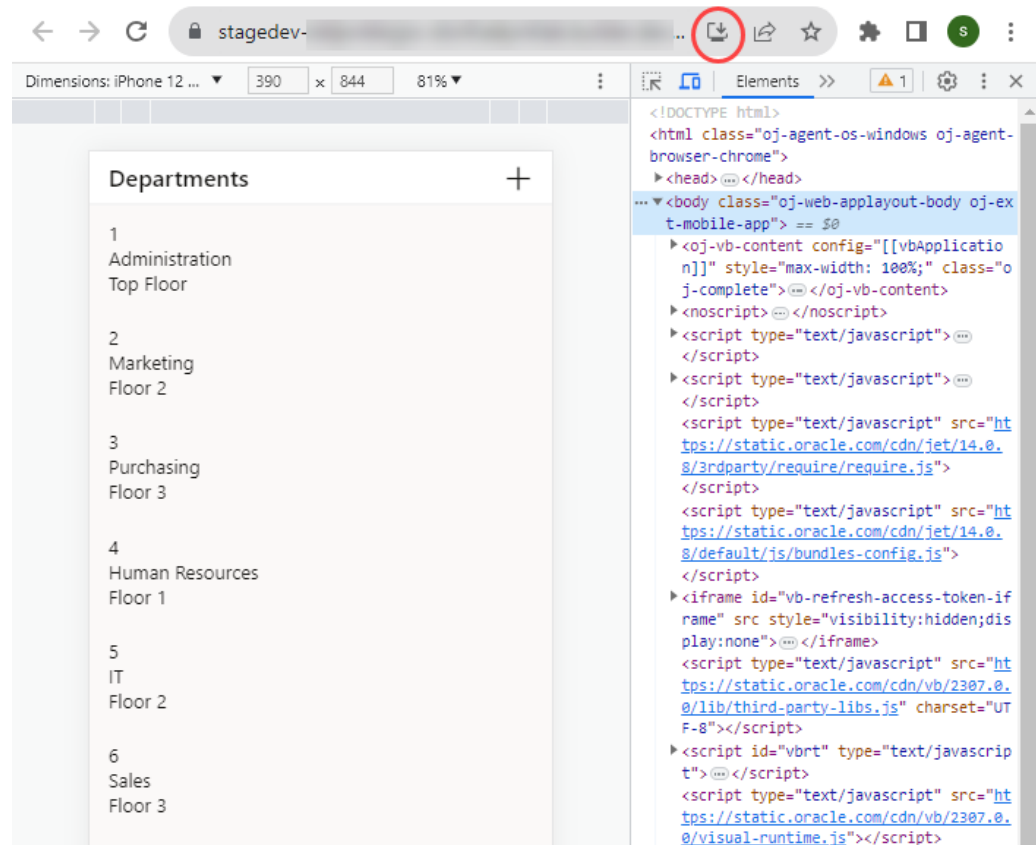 stagedev-
...
S
Dimensions: iPhone 12 ... ▼ 390 x 844 81% ▼
Elements
1
Departments
1
Administration
Top Floor
2
Marketing
Floor 2
3
Purchasing
Floor 3
4
Human Resources
Floor 1
5
IT
Floor 2
6
Sales
Floor 3
<!DOCTYPE html>
<html class="oj-agent-os-windows oj-agent-
browser-chrome">
▶<head>…</head>
… ▼<body class="oj-web-applayout-body oj-ex
t-mobile-app"> == $0
▶<oj-vb-content config="[[vbApplicatio
n]]" style="max-width: 100%;" class="o
j-complete">…</oj-vb-content>
▶<noscript>…</noscript>
▶<script type="text/javascript">…
</script>
▶<script type="text/javascript">…
</script>
<script type="text/javascript" src="ht
tps://static.oracle.com/cdn/jet/14.0.
8/3rdparty/require/require.js">
</script>
<script type="text/javascript" src="ht
tps://static.oracle.com/cdn/jet/14.0.
8/default/js/bundles-config.js">
</script>
▶<iframe id="vb-refresh-access-token-if
rame" src style="visibility:hidden;dis
play:none">…</iframe>
<script type="text/javascript" src="ht
tps://static.oracle.com/cdn/vb/2307.0.
0/lib/third-party-libs.js" charset="UT
F-8"></script>
▶<script id="vbrt" type="text/javascrip
t">…</script>
<script type="text/javascript" src="ht
tps://static.oracle.com/cdn/vb/2307.0.
0/visual-runtime.js"></script>